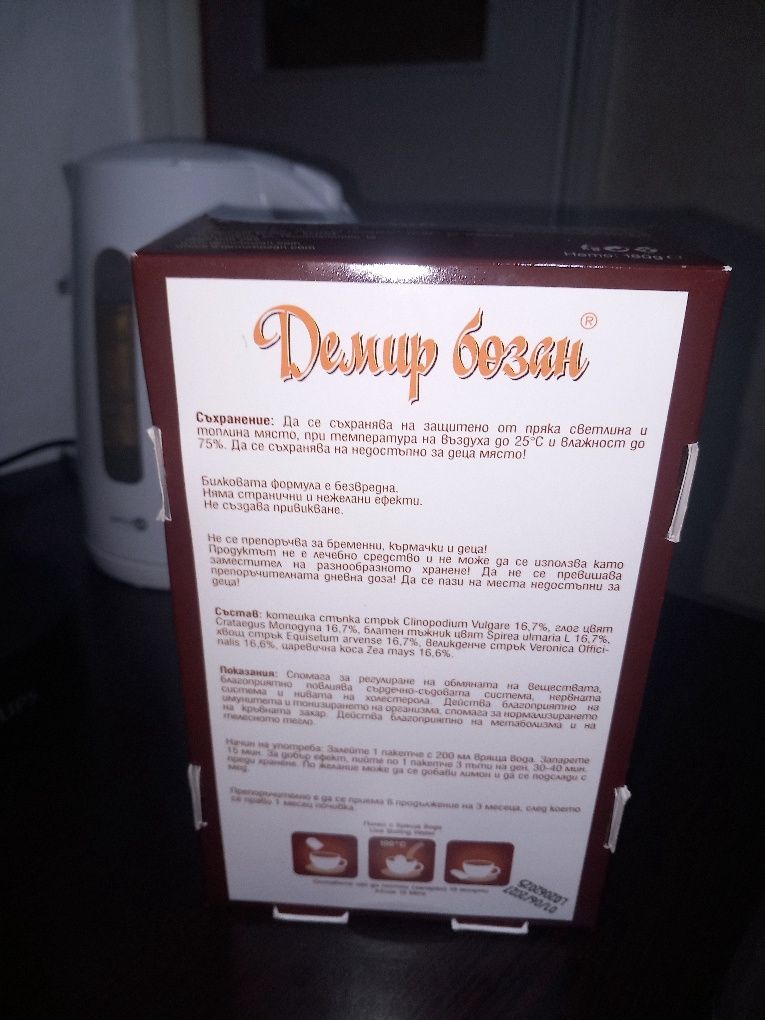 Нето: 180g
Демир бозан®
Съхранение: Да се съхранява на защитено от пряка светлина и
топлина място, при температура на въздуха до 25°C и влажност до
75%. Да се съхранява на недостъпно за деца място!
Билковата формула е безвредна.
Няма странични и нежелани ефекти.
Не създава привикване.
Не се препоръчва за бременни, кърмачки и деца!
Продуктът не е лечебно средство и не може да се използва като
заместител на разнообразното хранене! Да не се превишава
препоръчителната дневна доза! Да се пази на места недостъпни за
деца!
Състав: котешка стъпка стрък Clinopodium Vulgare 16,7%, глог цвят
Crataegus Monogyna 16,7%, блатен тъжник цвят Spirea ulmaria L 16,7%,
хвощ стрък Equisetum arvense 16,7%, великденче стрък Veronica Offici-
nalis 16,6%, царевична коса Zea mays 16,6%.
Показания: Спомага за регулиране на обмяната на веществата,
благоприятно повлиява сърдечно-съдовата система, нервната
система и нивата на холестерола. Действа благоприятно на
имунитета и тонизирането на организма, спомага за нормализирането
на кръвната захар. Действа благоприятно на метаболизма и на
телесното тегло.
Начин на употреба: Залейте 1 пакетче с 200 мл вряща вода. Запарете
15 мин. За добър ефект, пийте по 1 пакетче 3 пъти на ден, 30-40 мин.
преди хранене. По желание може да се добави лимон и да се подслади с
мед.
Препоръчително е да се приема в продължение на 3 месеца, след което
се прави 1 месец почивка.
Use Boiling Water
100°C
L02062025
01/06/2027